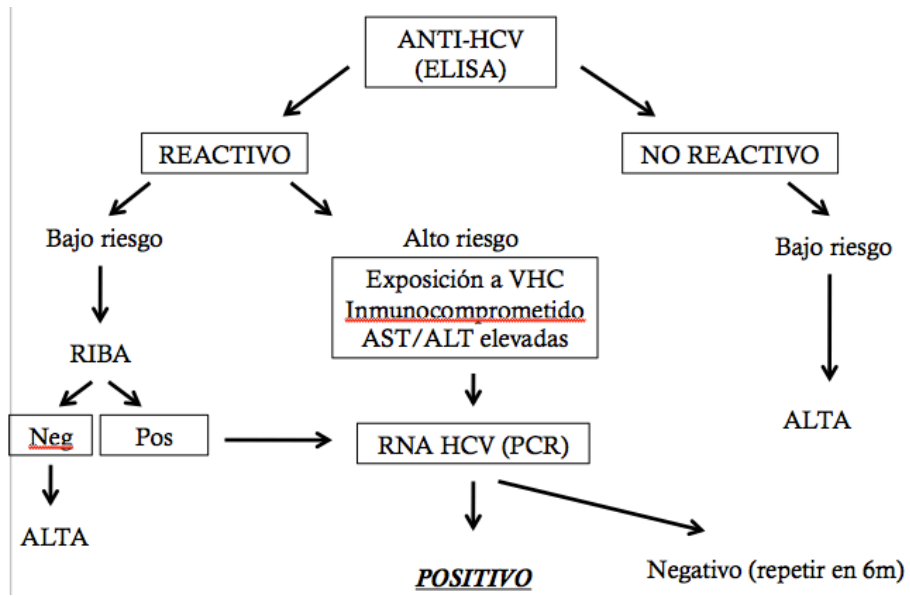 ANTI-HCV
(ELISA)
REACTIVO
NO REACTIVO
Bajo riesgo
Alto riesgo
Bajo riesgo
Exposición a VHC
Inmunocomprometido
AST/ALT elevadas
RIBA
Neg
Pos
RNA HCV (PCR)
ALTA
ALTA
POSITIVO
Negativo (repetir en 6m)